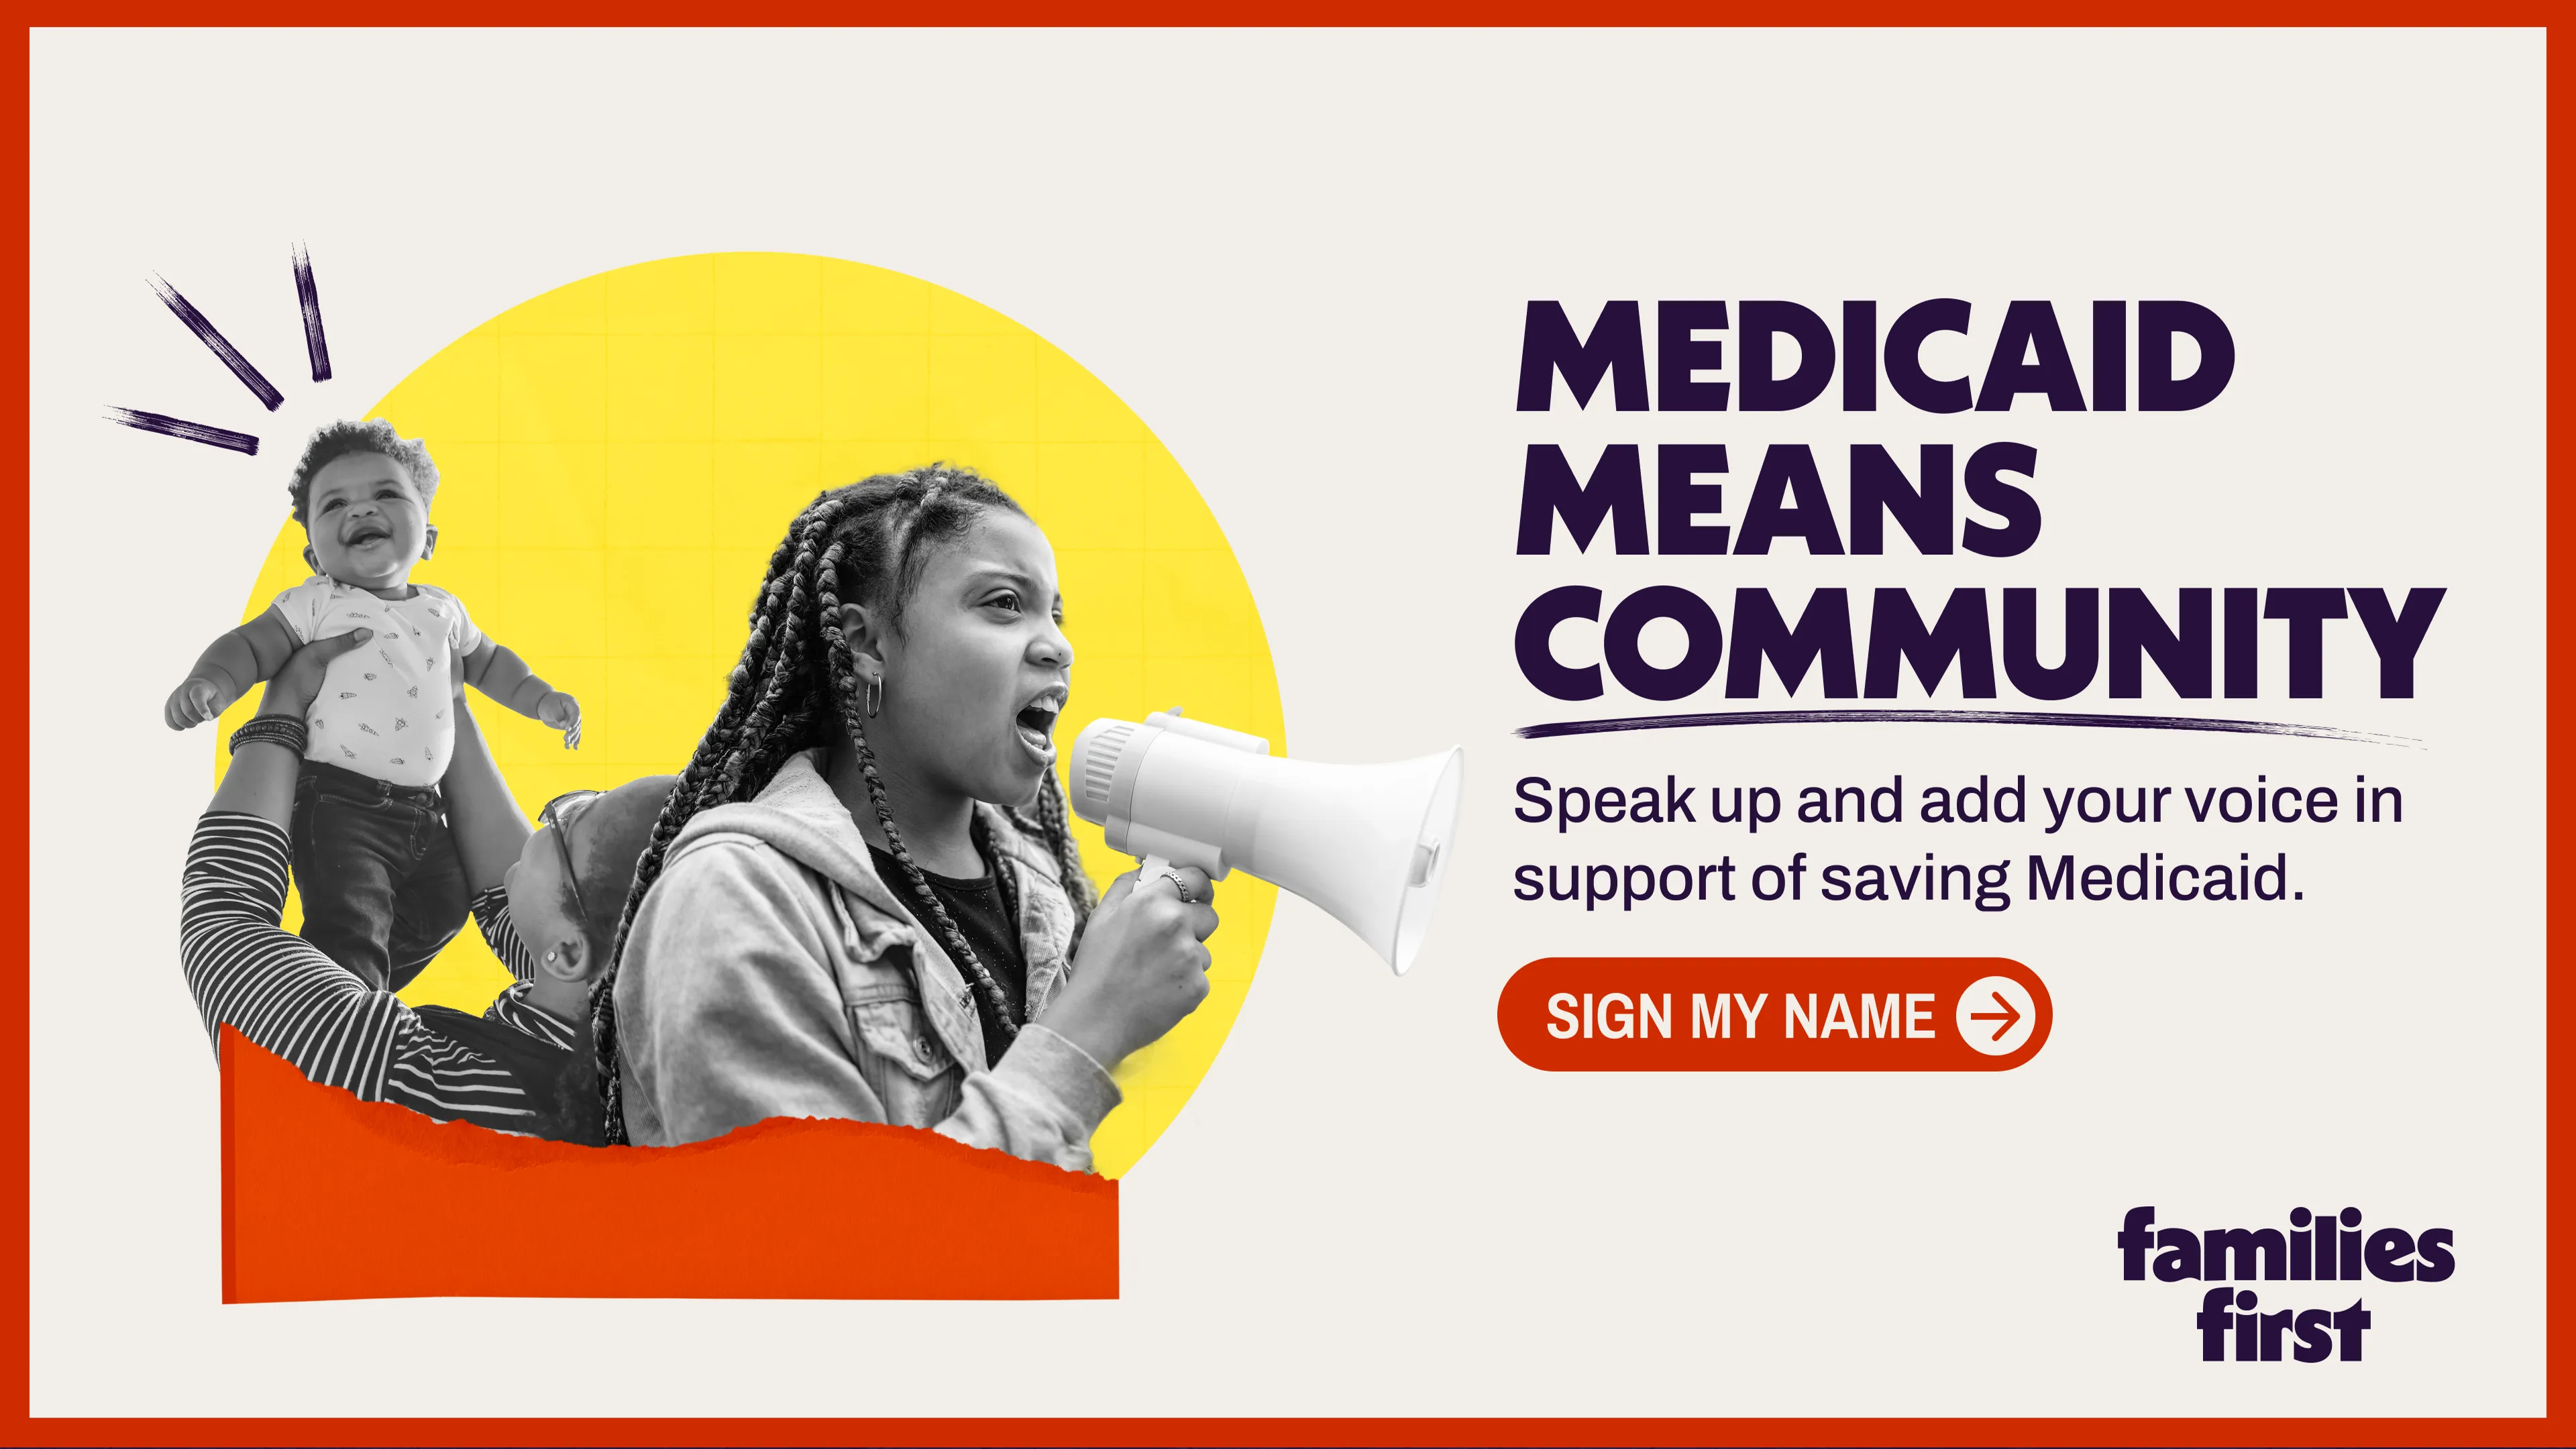 MEDICAID
MEANS
COMMUNITY
Speak up and add your voice in
support of saving Medicaid.
SIGN MY NAME
families
first